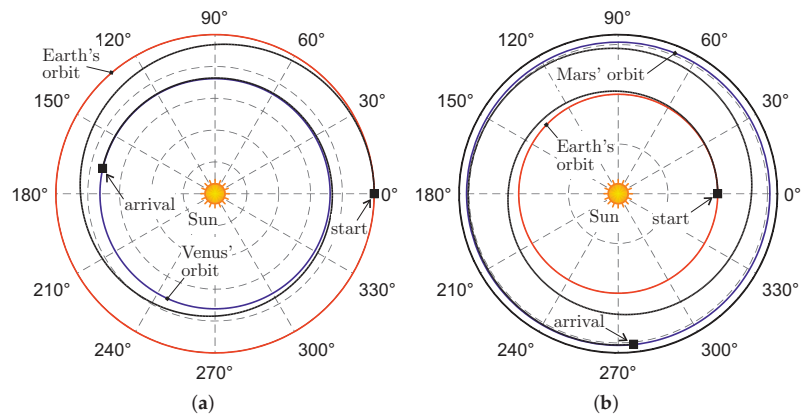 90°
120°
60°
Earth's
orbit
150°
30°
180°
arrival
Sun
0°
start
Venus'
orbit
210°
330°
240°
300°
270°
(a)
90°
120°
60°
Mars' orbit
150°
30°
Earth's
orbit
180°
Sun
start
0°
210°
330°
arrival
240°
300°
270°
(b)